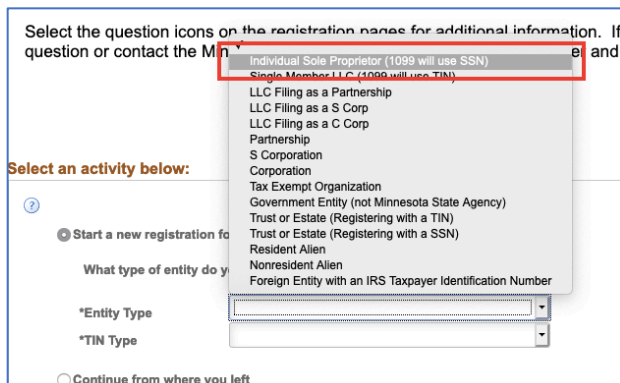 Select the question icons on the registration pages for additional information. If
question or contact the Min er and
Individual Sole Proprietor (1099 will use SSN)
Single Member LLC (1099 will use TIN)
LLC Filing as a Partnership
LLC Filing as a S Corp
LLC Filing as a C Corp
Partnership
S Corporation
Corporation
Tax Exempt Organization
Government Entity (not Minnesota State Agency)
Trust or Estate (Registering with a TIN)
Trust or Estate (Registering with a SSN)
Resident Alien
Nonresident Alien
Foreign Entity with an IRS Taxpayer Identification Number
Select an activity below:
?
Start a new registration fo
What type of entity do y
*Entity Type
*TIN Type
Continue from where you left